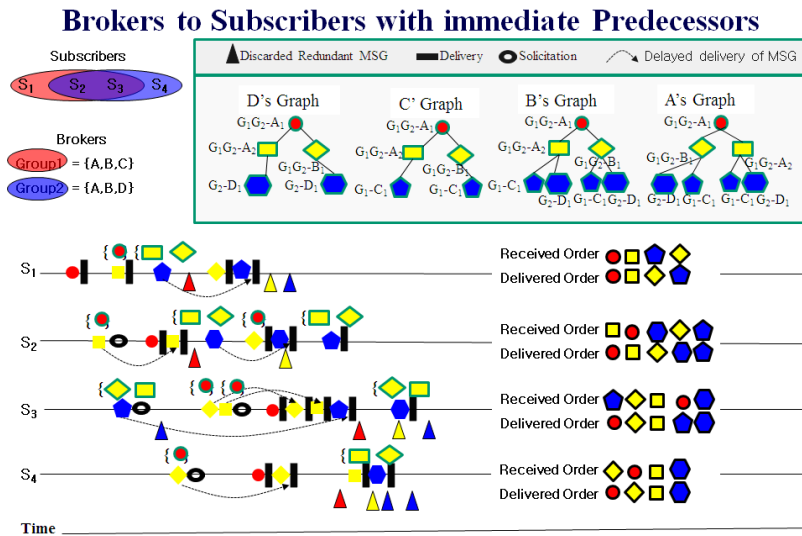 Brokers to Subscribers with immediate Predecessors
Subscribers
S1 S2 S3 S4
Brokers
Group1 = {A,B,C}
Group2 = {A,B,D}
Discarded Redundant MSG Delivery Solicitation Delayed delivery of MSG
D's Graph
G1G2-A1
G1G2-A2
G1G2-B1
G2-D1
G2-D1
C' Graph
G1G2-A1
G1G2-A2
G1G2-B1
G1-C1
G1-C1
B's Graph
G1G2-A1
G1G2-A2
G1G2-B1
G1-C1
G2-D1
G1-C1
G2-D1
A's Graph
G1G2-A1
G1G2-B1
G1G2-A2
G2-D1
G1-C1
G1-C1
G2-D1
S1
{ }
{
Received Order
Delivered Order
S2
{ }
{
{ }
{
Received Order
Delivered Order
S3
{
{ }
{ }
{
Received Order
Delivered Order
S4
{ }
{
Received Order
Delivered Order
Time